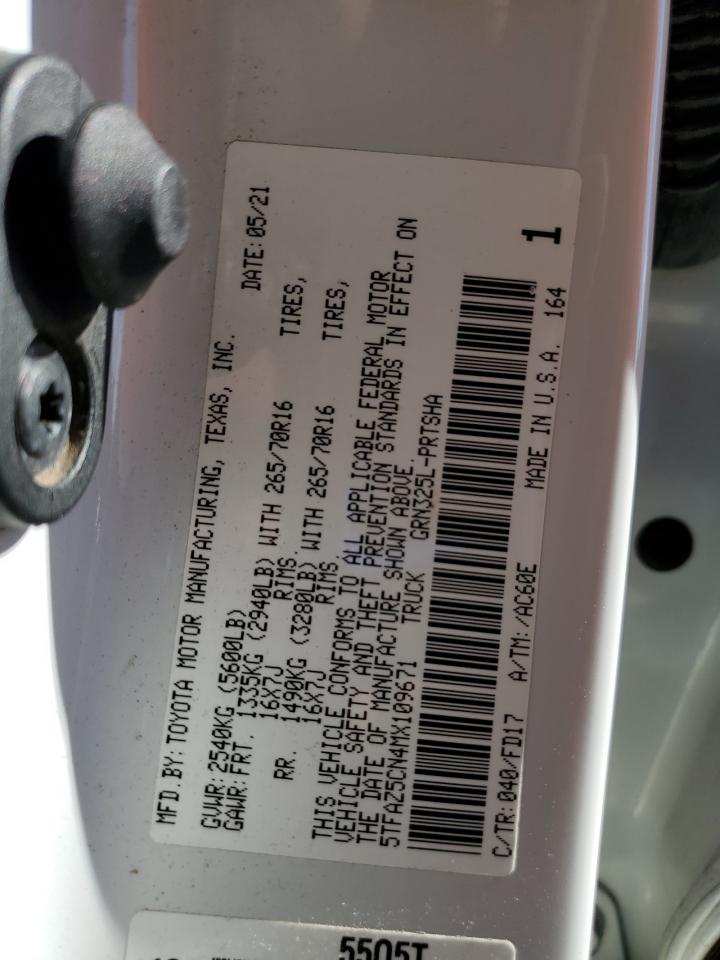 MFD.BY: TOYOTA MOTOR MANUFACTURING, TEXAS, INC.
DATE: 05/21
GVWR: 2540KG (5600LB)
GAWR: FRT. 1335KG (2940LB) WITH 265/70R16 TIRES,
16X7J RIMS
RR. 1490KG (3280LB) WITH 265/70R16 TIRES,
16X7J RIMS.
THIS VEHICLE CONFORMS TO ALL APPLICABLE FEDERAL MOTOR
VEHICLE SAFETY AND THEFT PREVENTION STANDARDS IN EFFECT ON
THE DATE OF MANUFACTURE SHOWN ABOVE.
5TFAZ5CN4MX109671 TRUCK GRN325L-PRTSHA
1
C/TR: 040/FD17 A/TM: /AC60E MADE IN U.S.A. 164
5505T